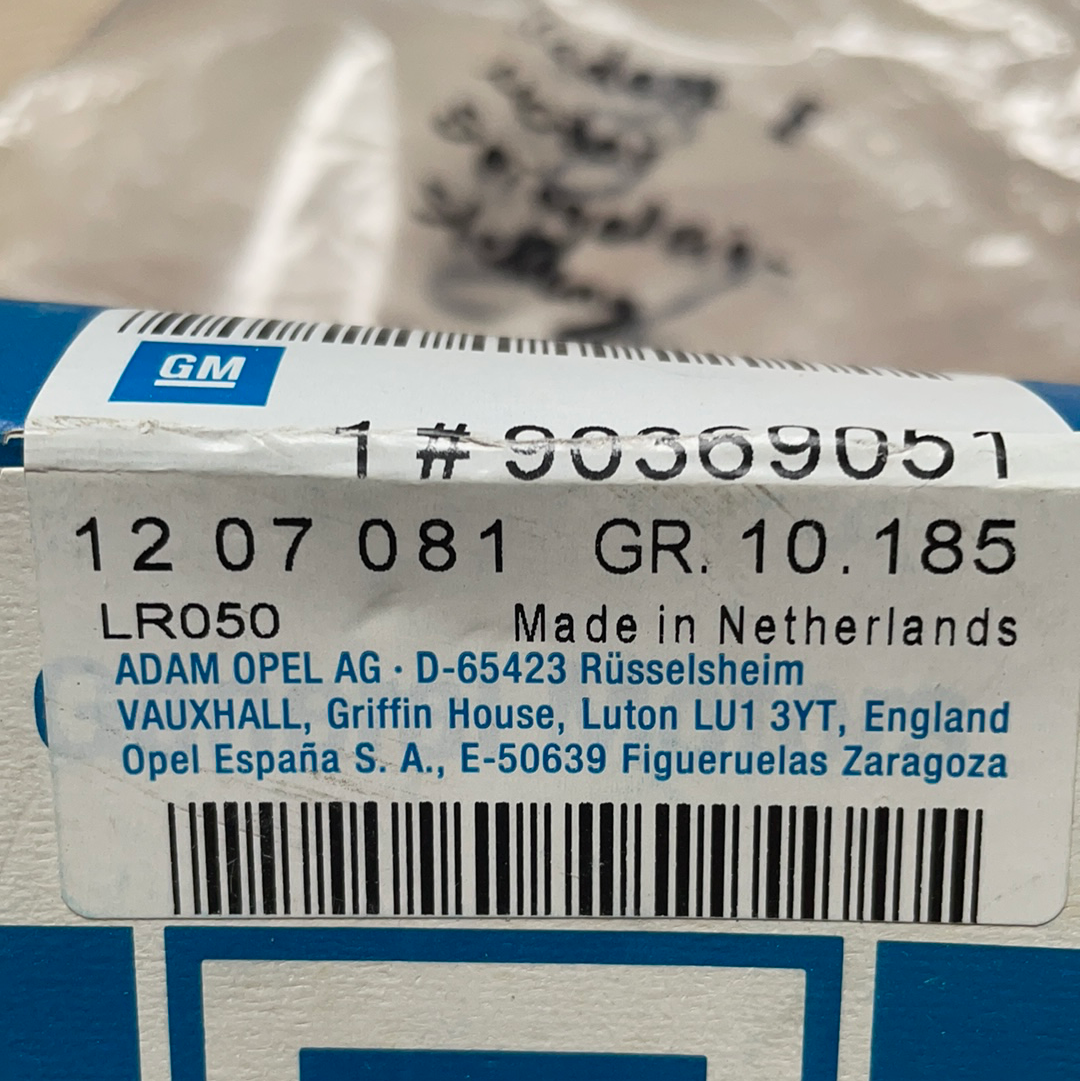 GM
1 # 90369051
12 07 081 GR. 10.185
LR050 Made in Netherlands
ADAM OPEL AG · D-65423 Rüsselsheim
VAUXHALL, Griffin House, Luton LU1 3YT, England
Opel España S. A., E-50639 Figueruelas Zaragoza